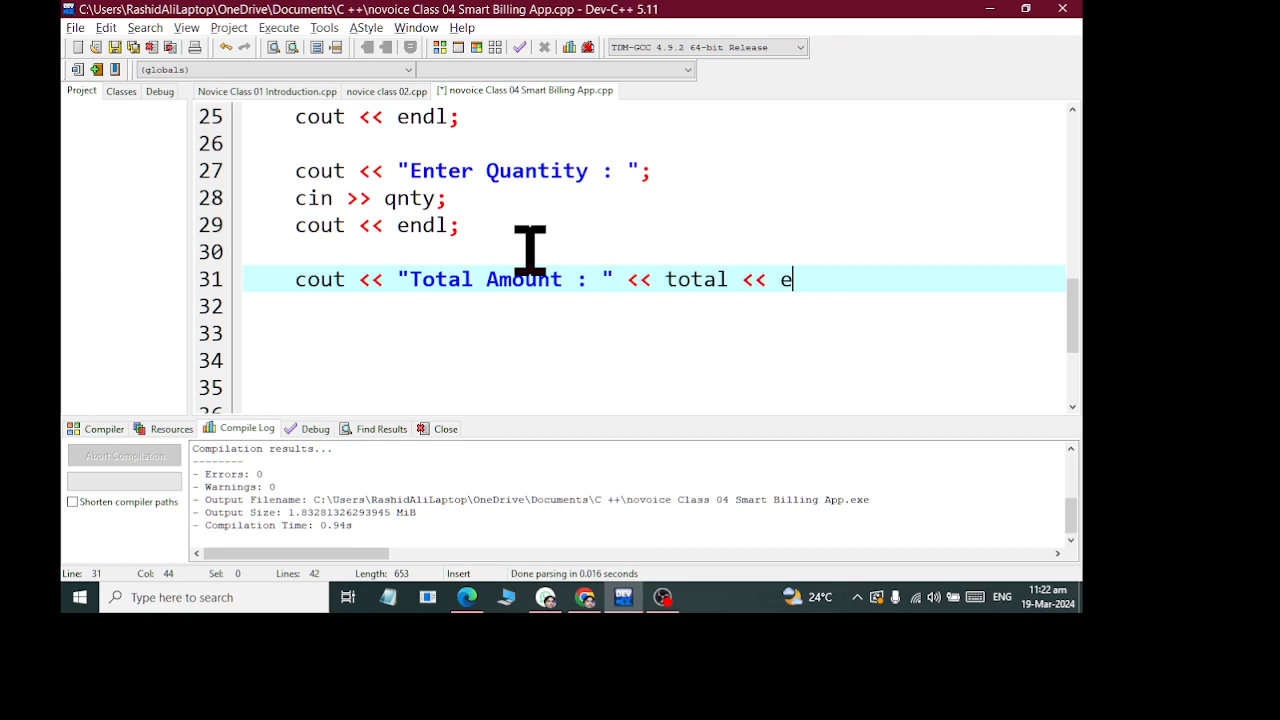 C:\Users\RashidAliLaptop\OneDrive\Documents\C ++\novoice Class 04 Smart Billing App.cpp - Dev-C++ 5.11
File Edit Search View Project Execute Tools AStyle Window Help
TDM-GCC 4.9.2 64-bit Release
(globals)
Project Classes Debug Novice Class 01 Introduction.cpp novice class 02.cpp [*] novoice Class 04 Smart Billing App.cpp
25 cout << endl;
26
27 cout << "Enter Quantity : ";
28 cin >> qnty;
29 cout << endl;
30
31 cout << "Total Amount : " << total << e
32
33
34
35
36
Compiler Resources Compile Log Debug Find Results Close
Abort Compilation
Shorten compiler paths
Compilation results...
--------
- Errors: 0
- Warnings: 0
- Output Filename: C:\Users\RashidAliLaptop\OneDrive\Documents\C ++\novoice Class 04 Smart Billing App.exe
- Output Size: 1.83281326293945 MiB
- Compilation Time: 0.94s
Line: 31 Col: 44 Sel: 0 Lines: 42 Length: 653 Insert Done parsing in 0.016 seconds
Type here to search
DEV
24°C
ENG
11:22 am
19-Mar-2024